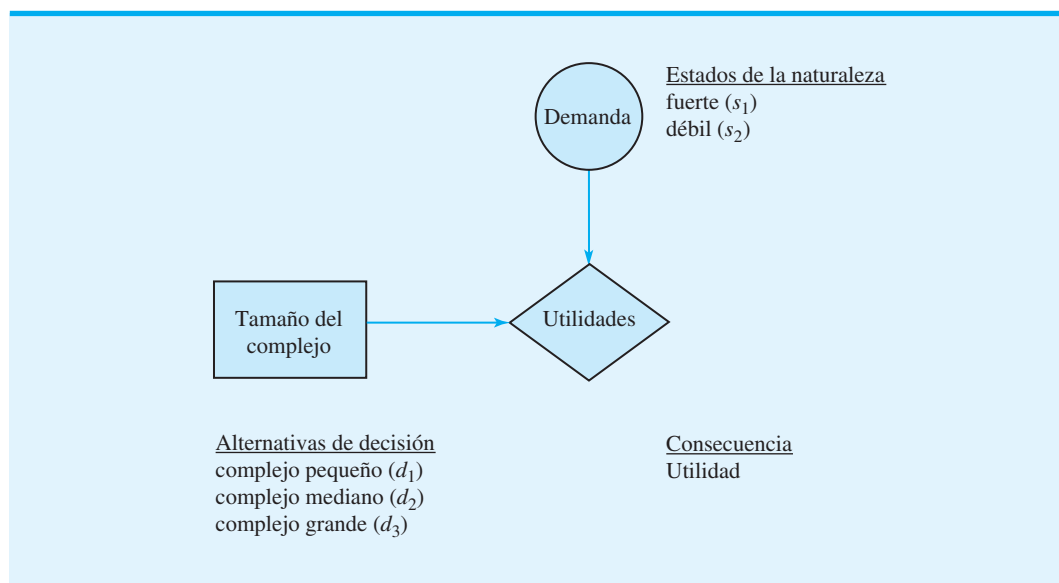 Demanda
Estados de la naturaleza
fuerte (s1)
débil (s2)
Tamaño del
complejo
Utilidades
Alternativas de decisión
complejo pequeño (d1)
complejo mediano (d2)
complejo grande (d3)
Consecuencia
Utilidad